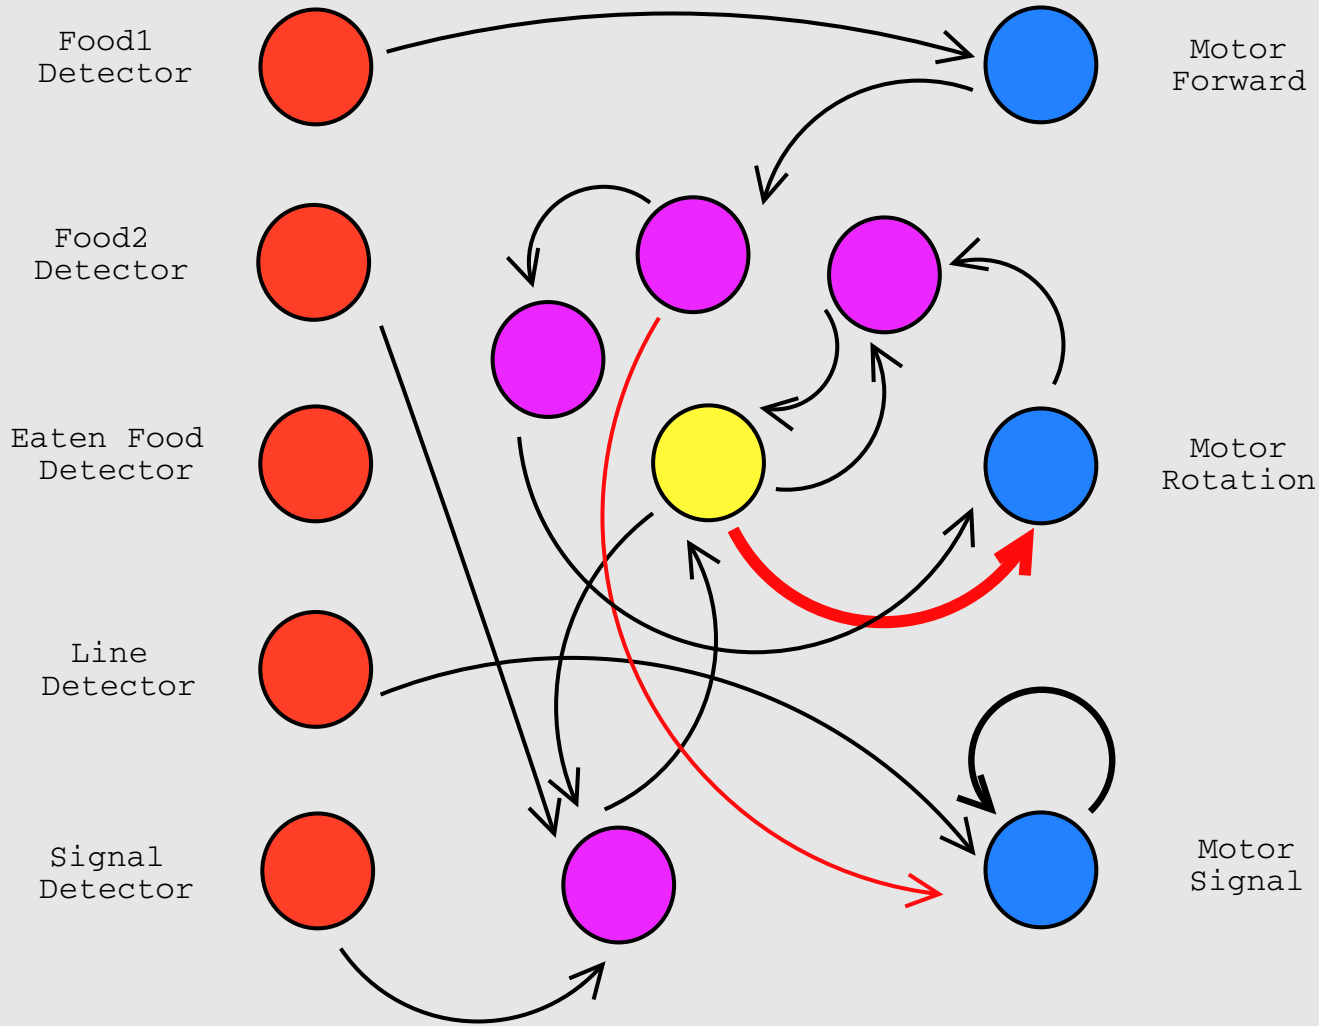 Food1
Detector
Motor
Forward
Food2
Detector
Eaten Food
Detector
Motor
Rotation
Line
Detector
Signal
Detector
Motor
Signal